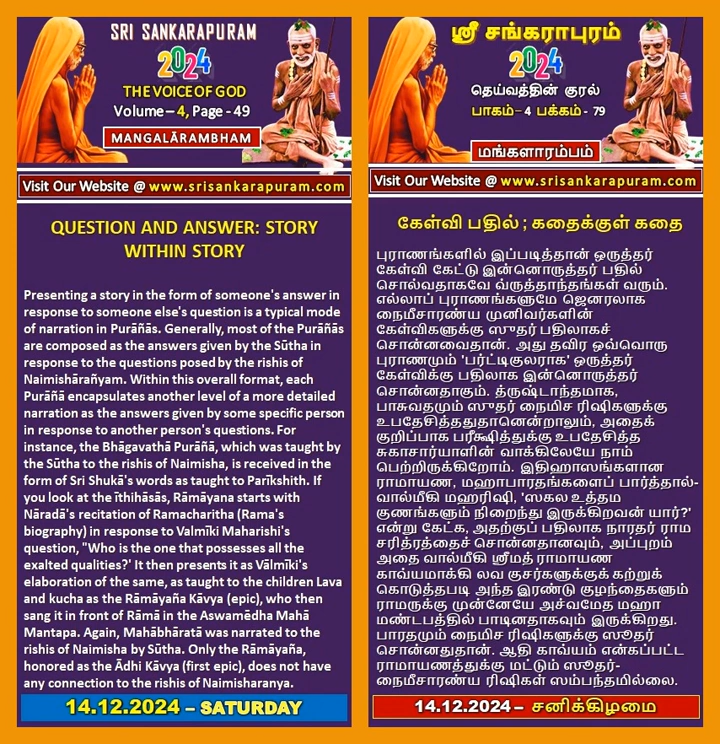 SRI SANKARAPURAM
2024
THE VOICE OF GOD
Volume – 4, Page - 49
MANGALĀRAMBHAM
Visit Our Website @ www.srisankarapuram.com
QUESTION AND ANSWER: STORY
WITHIN STORY
Presenting a story in the form of someone's answer in
response to someone else's question is a typical mode
of narration in Purāñās. Generally, most of the Purāñās
are composed as the answers given by the Sūtha in
response to the questions posed by the rishis of
Naimishārañyam. Within this overall format, each
Purāñā encapsulates another level of a more detailed
narration as the answers given by some specific person
in response to another person's questions. For
instance, the Bhāgavathā Purāñā, which was taught by
the Sūtha to the rishis of Naimisha, is received in the
form of Sri Shukā's words as taught to Parīkshith. If
you look at the īthihāsās, Rāmāyana starts with
Nāradā's recitation of Ramacharitha (Rama's
biography) in response to Valmīki Maharishi's
question, "Who is the one that possesses all the
exalted qualities?' It then presents it as Vālmīki's
elaboration of the same, as taught to the children Lava
and kucha as the Rāmāyaña Kāvya (epic), who then
sang it in front of Rāmā in the Aswamēdha Mahā
Mantapa. Again, Mahābhāratā was narrated to the
rishis of Naimisha by Sūtha. Only the Rāmāyaña,
honored as the Ādhi Kāvya (first epic), does not have
any connection to the rishis of Naimisharanya.
14.12.2024 – SATURDAY
ஸ்ரீ சங்கராபுரம்
2024
தெய்வத்தின் குரல்
பாகம்– 4 பக்கம் - 79
மங்களாரம்பம்
Visit Our Website @ www.srisankarapuram.com
கேள்வி பதில் ; கதைக்குள் கதை
புராணங்களில் இப்படித்தான் ஒருத்தர்
கேள்வி கேட்டு இன்னொருத்தர் பதில்
சொல்வதாகவே வ்ருத்தாந்தங்கள் வரும்.
எல்லாப் புராணங்களுமே ஜெனரலாக
நைமீசாரண்ய முனிவர்களின்
கேள்விகளுக்கு ஸுதர் பதிலாகச்
சொன்னவைதான். அது தவிர ஒவ்வொரு
புராணமும் 'பர்ட்டிகுலராக' ஒருத்தர்
கேள்விக்கு பதிலாக இன்னொருத்தர்
சொன்னதாகும். த்ருஷ்டாந்தமாக,
பாசுவதமும் ஸுதர் நைமிச ரிஷிகளுக்கு
உபதேசித்ததுதானென்றாலும், அதைக்
குறிப்பாக பரீக்ஷித்துக்கு உபதேசித்த
சுகாசார்யாளின் வாக்கிலேயே நாம்
பெற்றிருக்கிறோம். இதிஹாஸங்களான
ராமாயண, மஹாபாரதங்களைப் பார்த்தால்-
வால்மீகி மஹரிஷி, 'ஸகல உத்தம
குணங்களும் நிறைந்து இருக்கிறவன் யார்?'
என்று கேட்க, அதற்குப் பதிலாக நாரதர் ராம
சரித்ரத்தைச் சொன்னதானவும், அப்புறம்
அதை வால்மீகி ஸ்ரீமத் ராமாயண
காவ்யமாக்கி லவ குசர்களுக்குக் கற்றுக்
கொடுத்தபடி அந்த இரண்டு குழந்தைகளும்
ராமருக்கு முன்னேயே அச்வமேத மஹா
மண்டபத்தில் பாடினதாகவும் இருக்கிறது.
பாரதமும் நைமிச ரிஷிகளுக்கு ஸூதர்
சொன்னதுதான். ஆதி காவ்யம் என்கப்பட்ட
ராமாயணத்துக்கு மட்டும் ஸூதர்-
நைமீசாரண்ய ரிஷிகள் ஸம்பந்தமில்லை.
14.12.2024 – சனிக்கிழமை